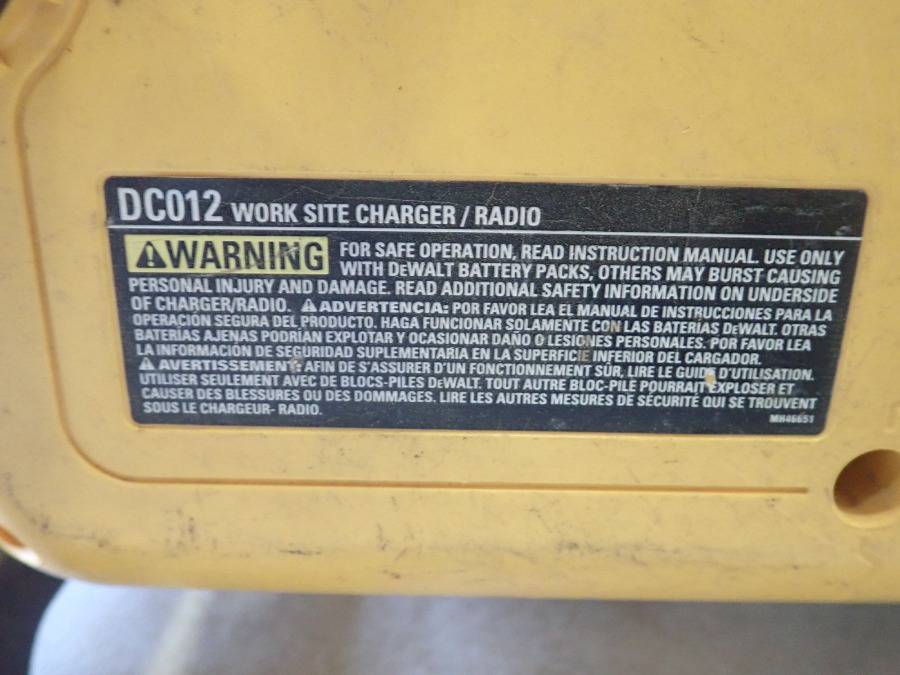 DC012 WORK SITE CHARGER / RADIO
⚠WARNING FOR SAFE OPERATION, READ INSTRUCTION MANUAL. USE ONLY
WITH DEWALT BATTERY PACKS, OTHERS MAY BURST CAUSING
PERSONAL INJURY AND DAMAGE. READ ADDITIONAL SAFETY INFORMATION ON UNDERSIDE
OF CHARGER/RADIO. ⚠ADVERTENCIA: POR FAVOR LEA EL MANUAL DE INSTRUCCIONES PARA LA
OPERACIÓN SEGURA DEL PRODUCTO. HAGA FUNCIONAR SOLAMENTE CON LAS BATERÍAS DEWALT. OTRAS
BATERÍAS AJENAS PODRÍAN EXPLOTAR Y OCASIONAR DAÑO O LESIONES PERSONALES. POR FAVOR LEA
LA INFORMACIÓN DE SEGURIDAD SUPLEMENTARIA EN LA SUPERFICIE INFERIOR DEL CARGADOR.
⚠ AVERTISSEMENT: AFIN DE S'ASSURER D'UN FONCTIONNEMENT SÛR, LIRE LE GUIDE D'UTILISATION.
UTILISER SEULEMENT AVEC DE BLOCS-PILES DEWALT. TOUT AUTRE BLOC-PILE POURRAIT EXPLOSER ET
CAUSER DES BLESSURES OU DES DOMMAGES. LIRE LES AUTRES MESURES DE SÉCURITÉ QUI SE TROUVENT
SOUS LE CHARGEUR- RADIO.
MH46651